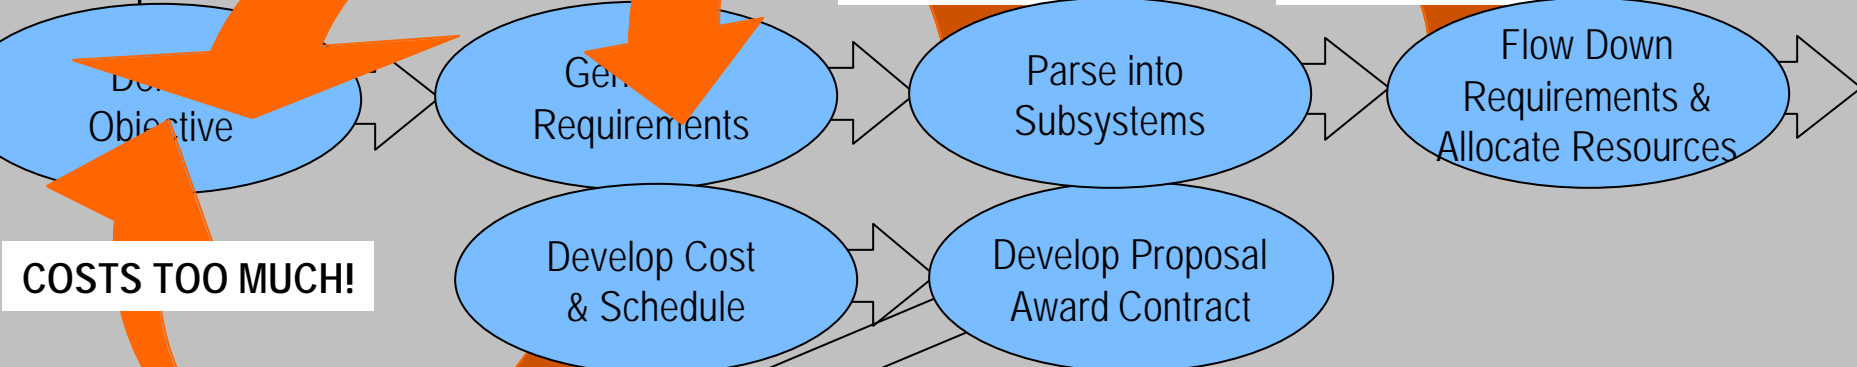 Objective
Requirements
Parse into
Subsystems
Flow Down
Requirements &
Allocate Resources
COSTS TOO MUCH!
Develop Cost
& Schedule
Develop Proposal
Award Contract